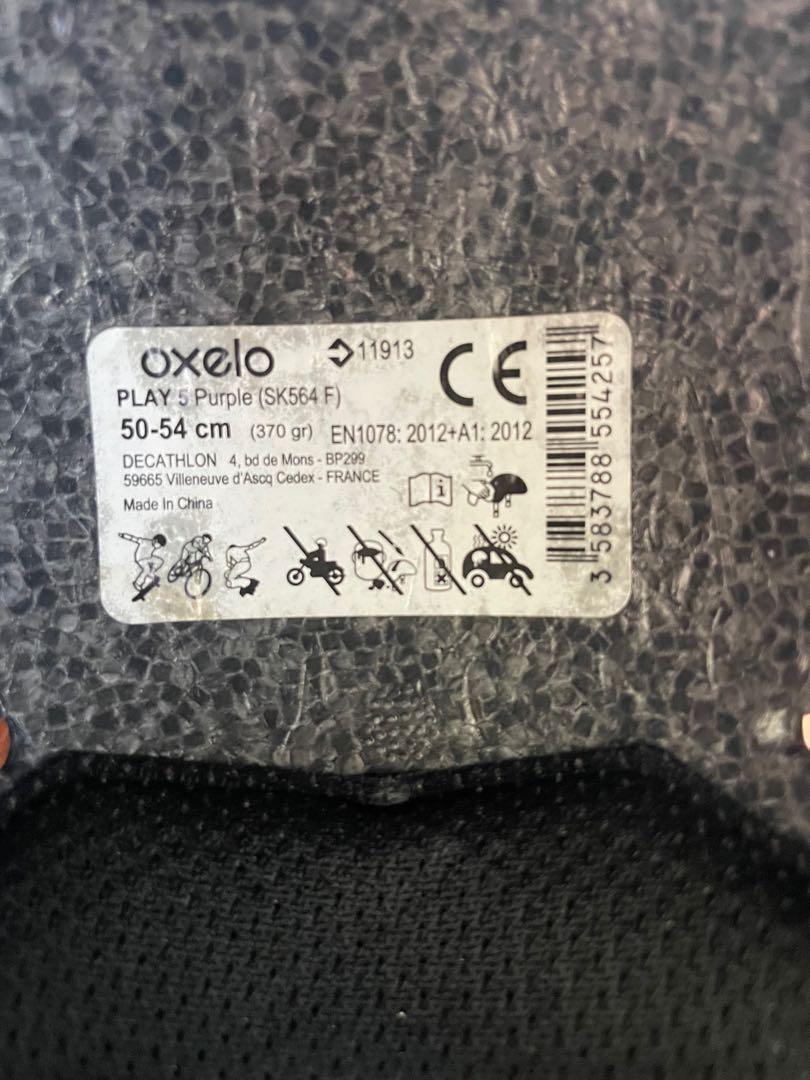 oxelo
11913
CE
PLAY 5 Purple (SK564 F)
50-54 cm (370 gr) EN1078: 2012+A1: 2012
DECATHLON 4, bd de Mons - BP299
59665 Villeneuve d'Ascq Cedex - FRANCE
Made In China
i
3 583788 554257